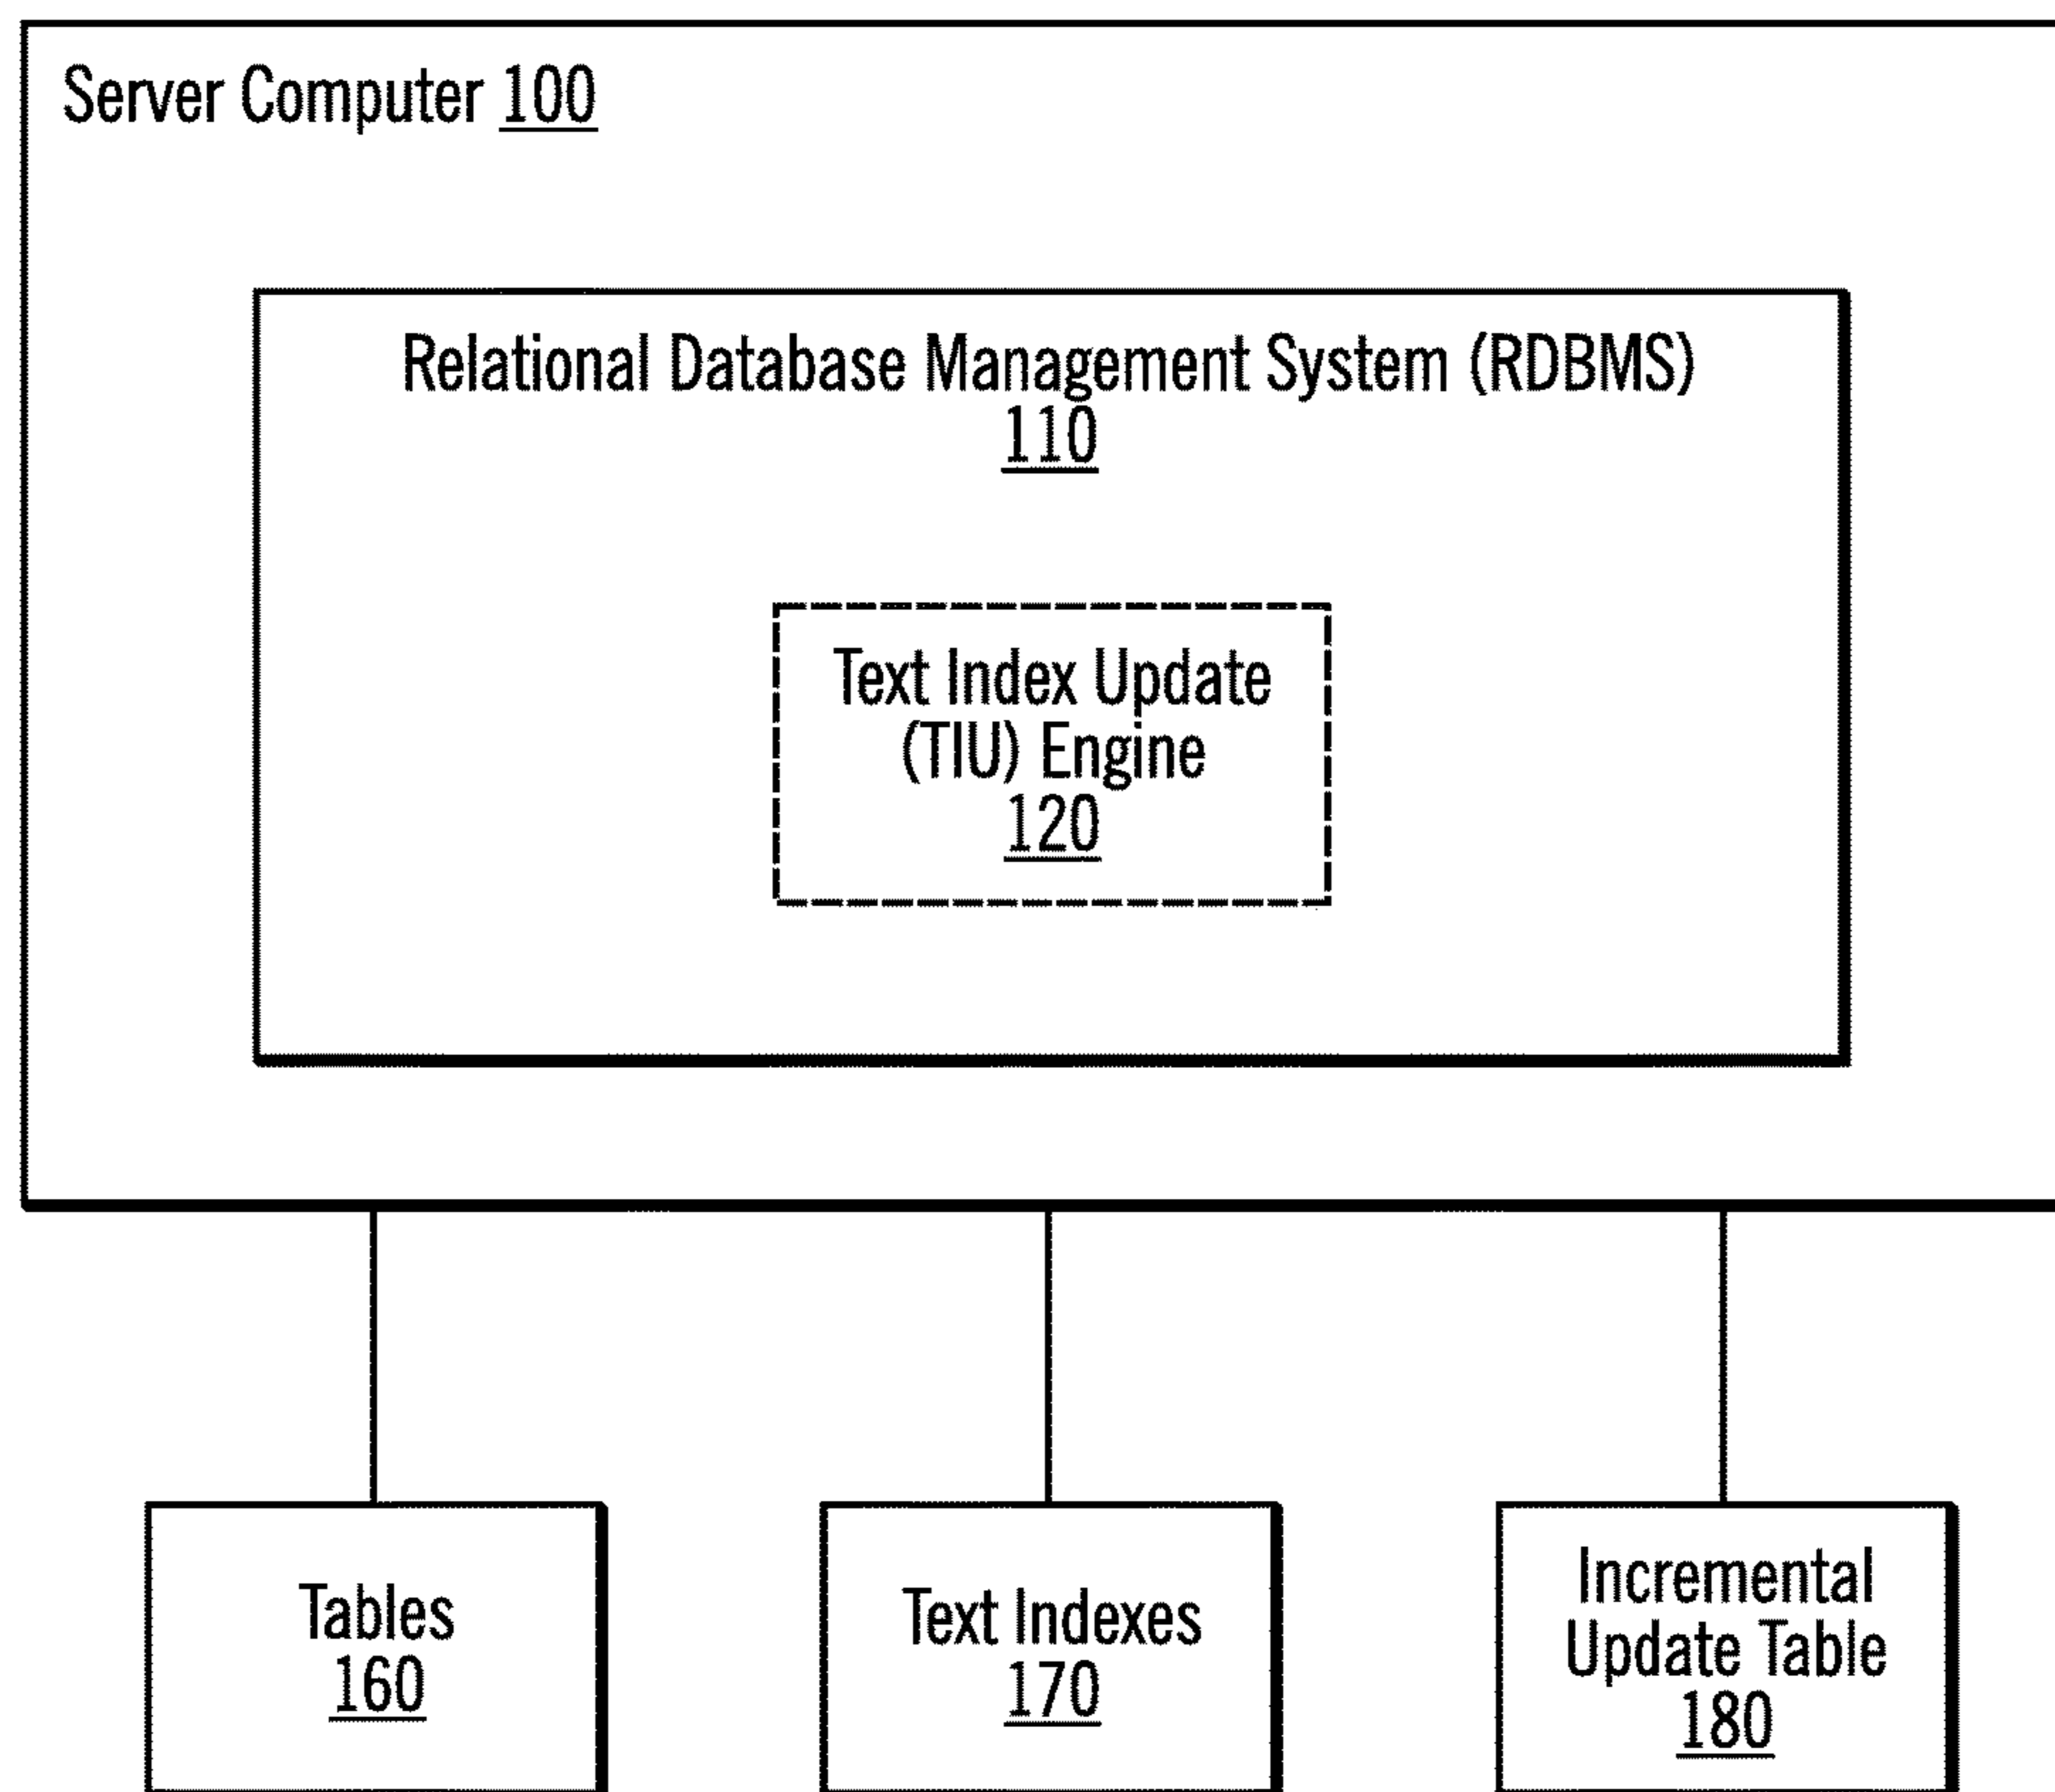 Server Computer 100
Relational Database Management System (RDBMS)
110
Text Index Update
(TIU) Engine
120
Tables
160
Text Indexes
170
Incremental
Update Table
180